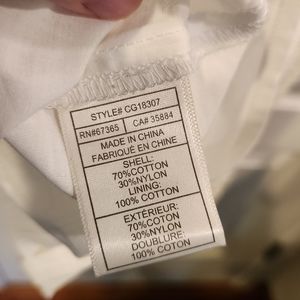 STYLE# CG18307
RN#67365 CA# 35884
MADE IN CHINA
FABRIQUÉ EN CHINE
SHELL:
70%COTTON
30%NYLON
LINING:
100% COTTON
EXTÉRIEUR:
70%COTON
30%NYLON
DOUBLURE:
100% COTON